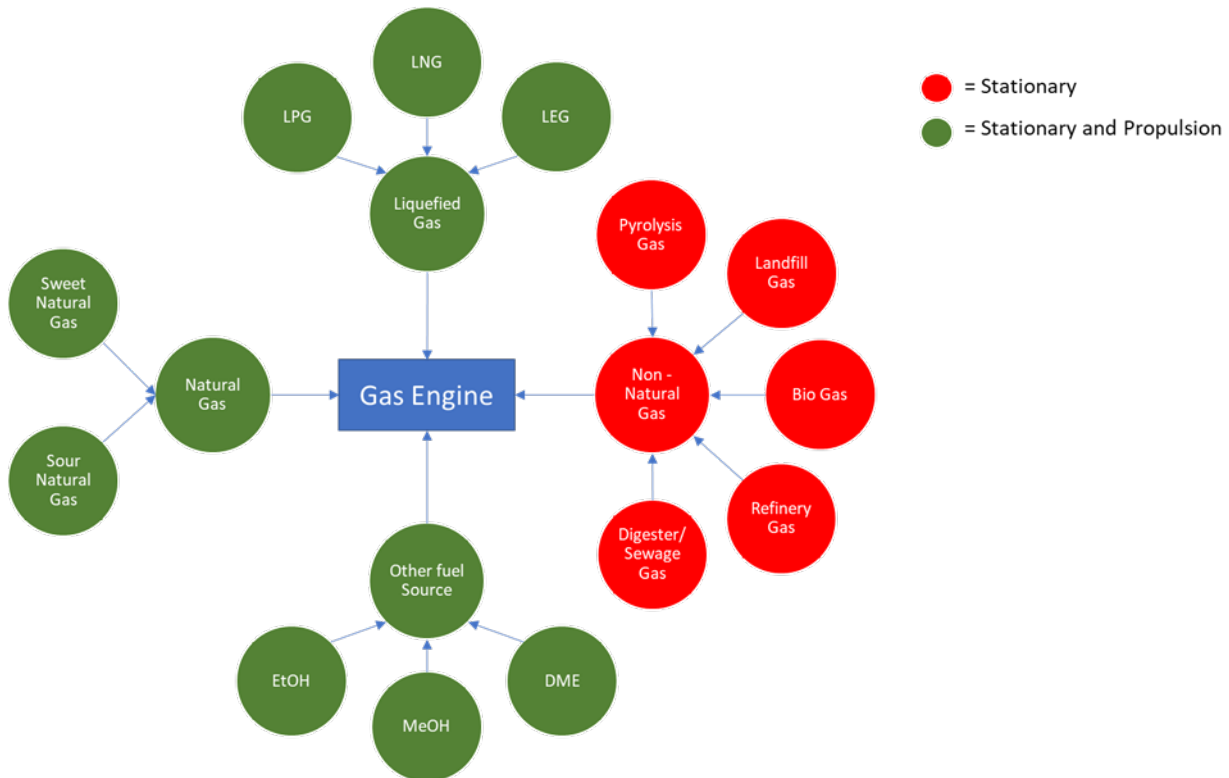 LNG
LPG
LEG
= Stationary
= Stationary and Propulsion
Liquefied
Gas
Pyrolysis
Gas
Landfill
Gas
Sweet
Natural
Gas
Natural
Gas
Gas Engine
Non -
Natural
Gas
Bio Gas
Sour
Natural
Gas
Refinery
Gas
Digester/
Sewage
Gas
Other fuel
Source
EtOH
MeOH
DME